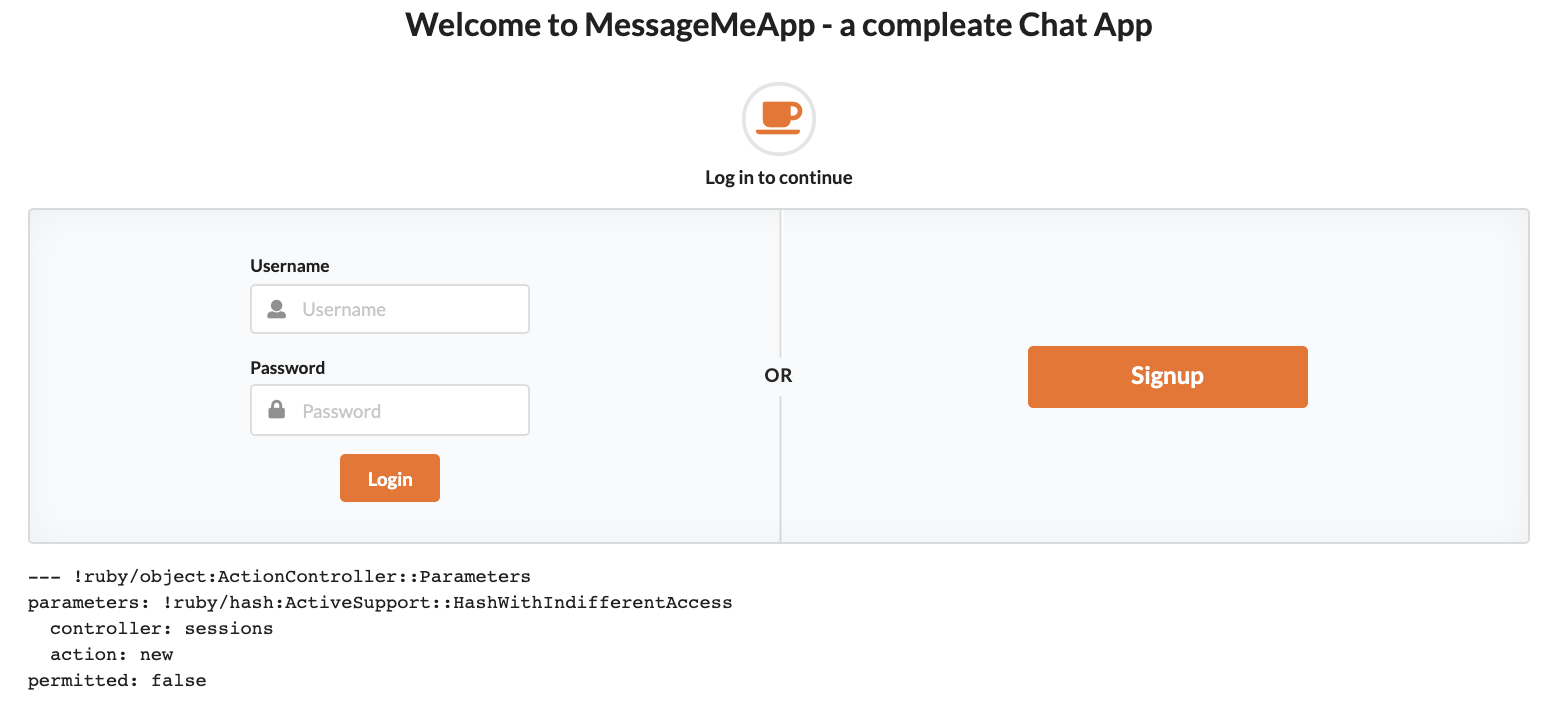 Welcome to MessageMeApp - a compleate Chat App
Log in to continue
Username
Username
Password
Password
Login
OR
Signup
--- !ruby/object:ActionController::Parameters
parameters: !ruby/hash:ActiveSupport::HashWithIndifferentAccess
  controller: sessions
  action: new
permitted: false